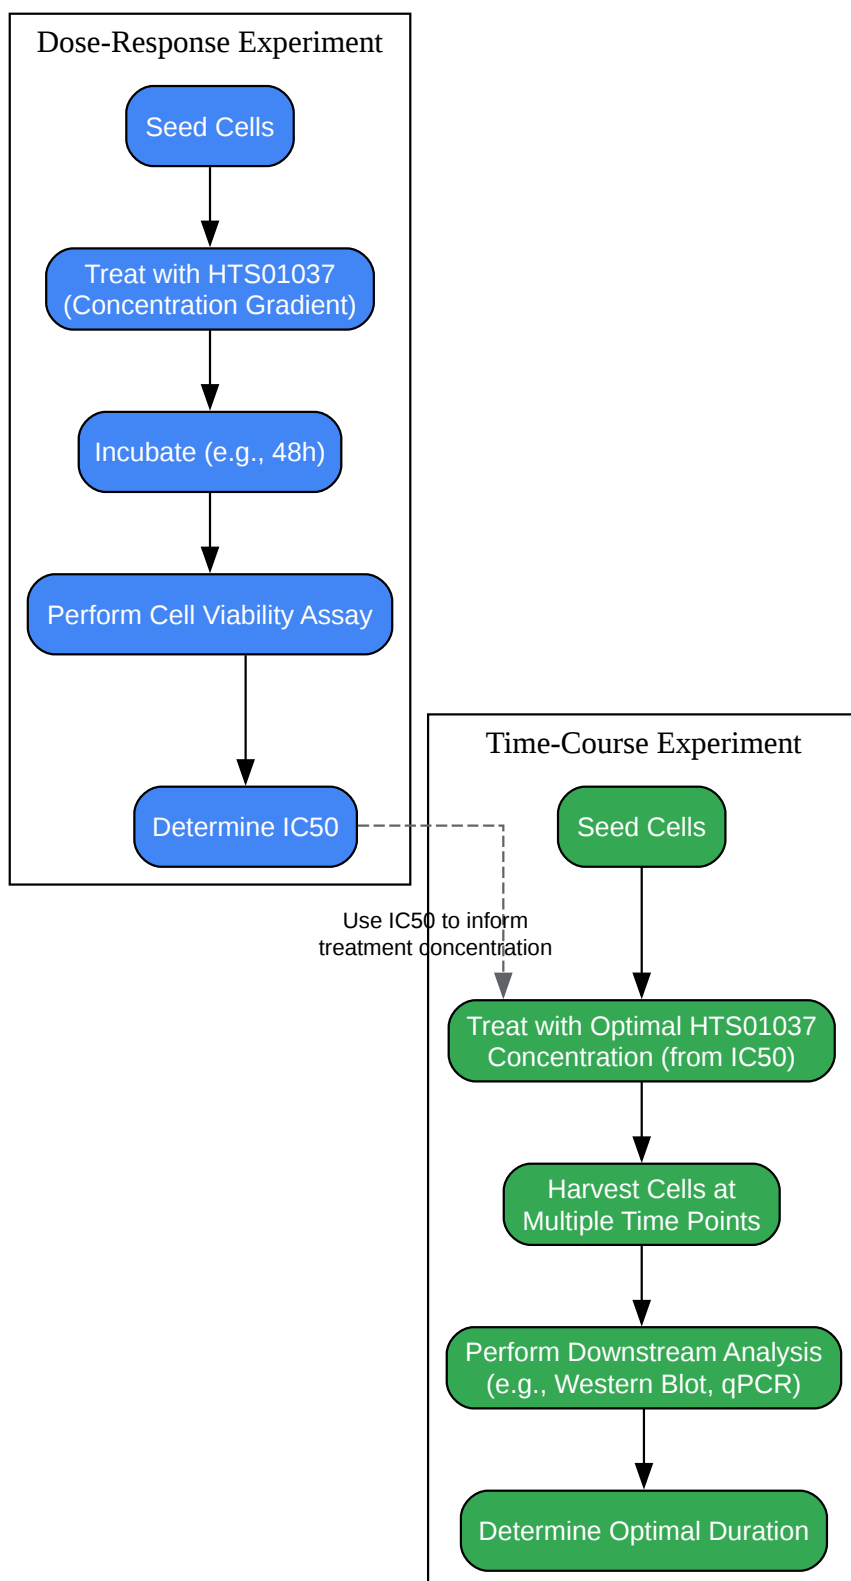 Dose-Response Experiment
Seed Cells
Treat with HTS01037
(Concentration Gradient)
Incubate (e.g., 48h)
Perform Cell Viability Assay
Determine IC50
Use IC50 to inform
treatment concentration
Time-Course Experiment
Seed Cells
Treat with Optimal HTS01037
Concentration (from IC50)
Harvest Cells at
Multiple Time Points
Perform Downstream Analysis
(e.g., Western Blot, qPCR)
Determine Optimal Duration